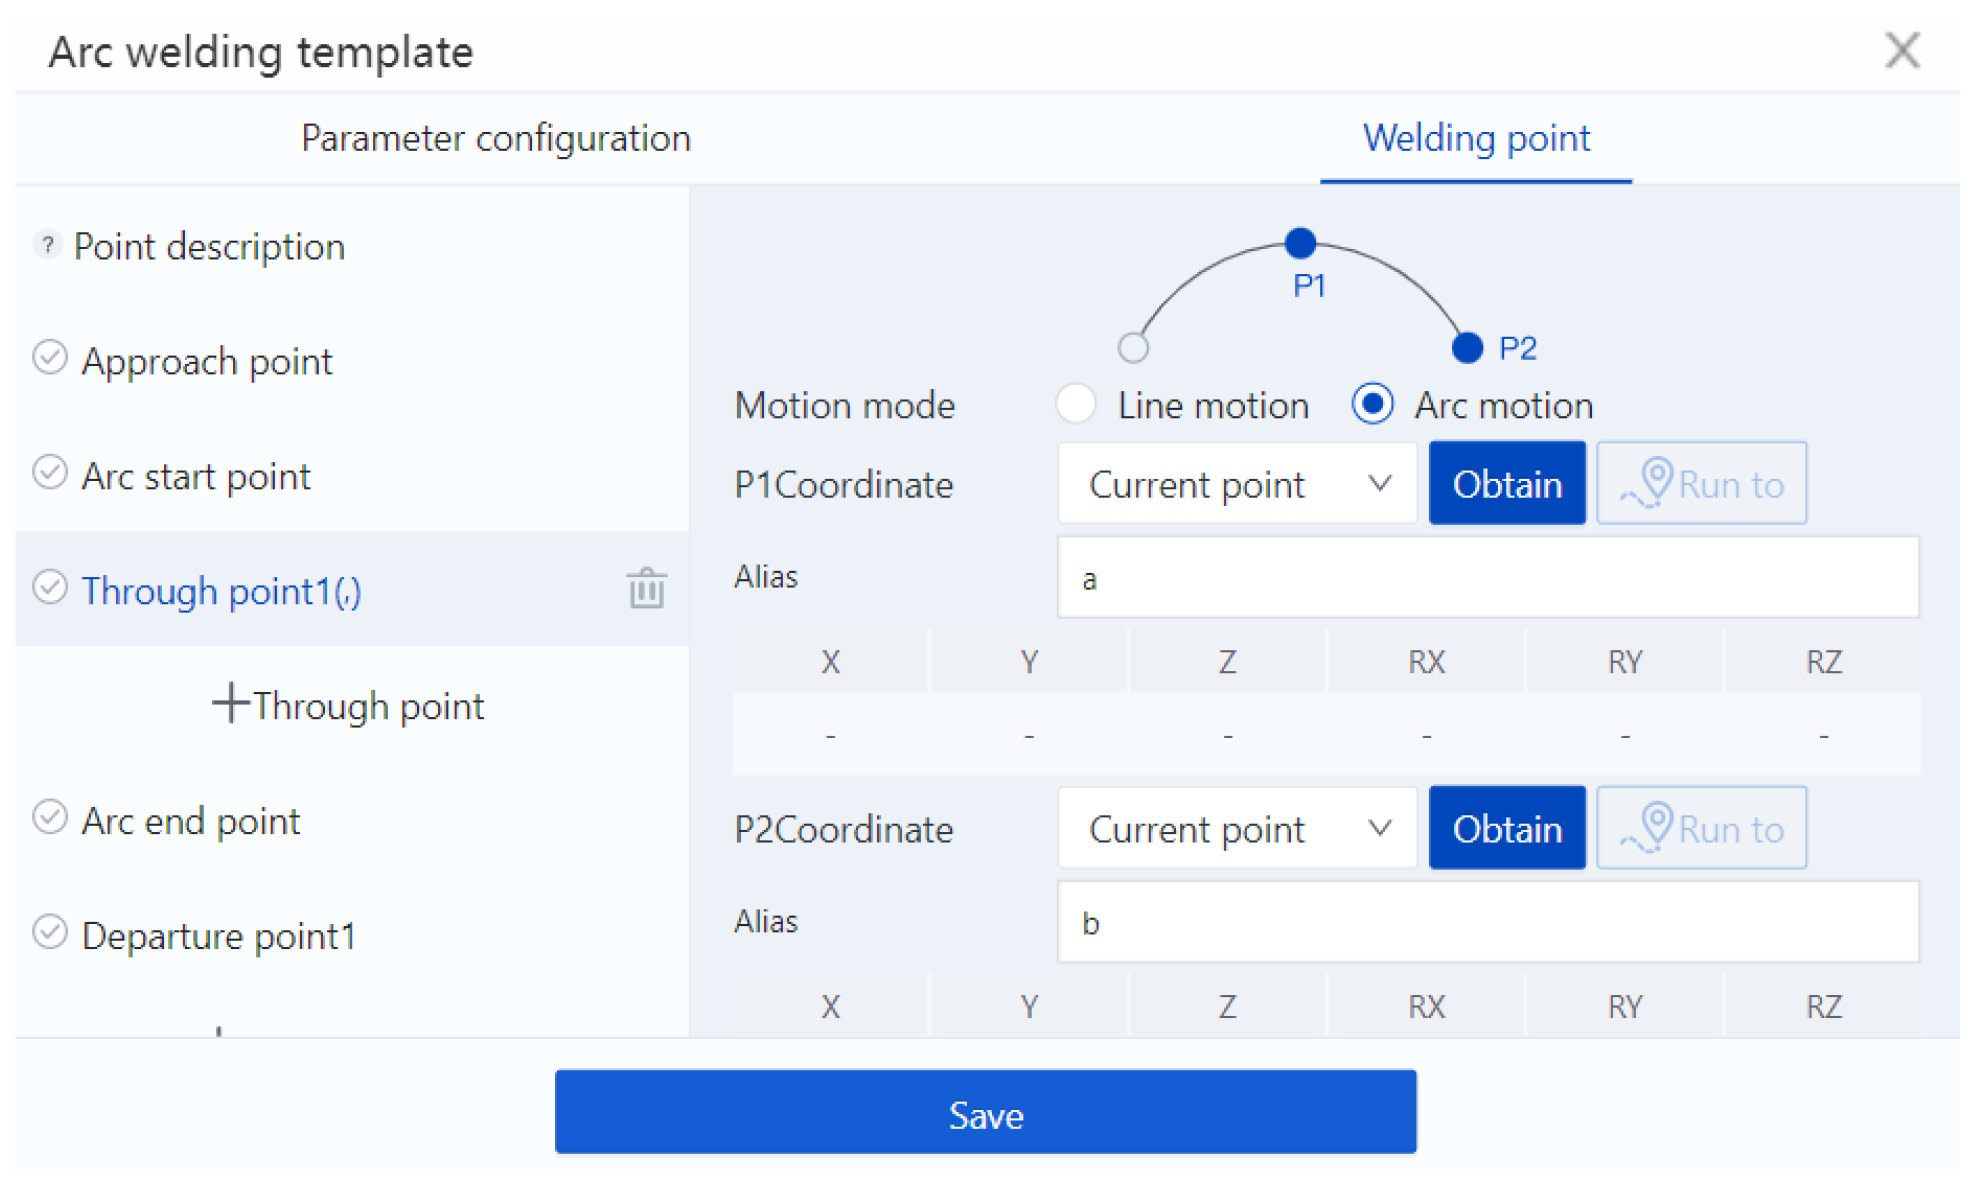 Arc welding template
Parameter configuration
Welding point
? Point description
Approach point
Arc start point
Through point1(,)
+Through point
Arc end point
Departure point1
P1
P2
Motion mode Line motion Arc motion
P1Coordinate Current point Obtain Run to
Alias a
X Y Z RX RY RZ
- - - - - -
P2Coordinate Current point Obtain Run to
Alias b
X Y Z RX RY RZ
Save